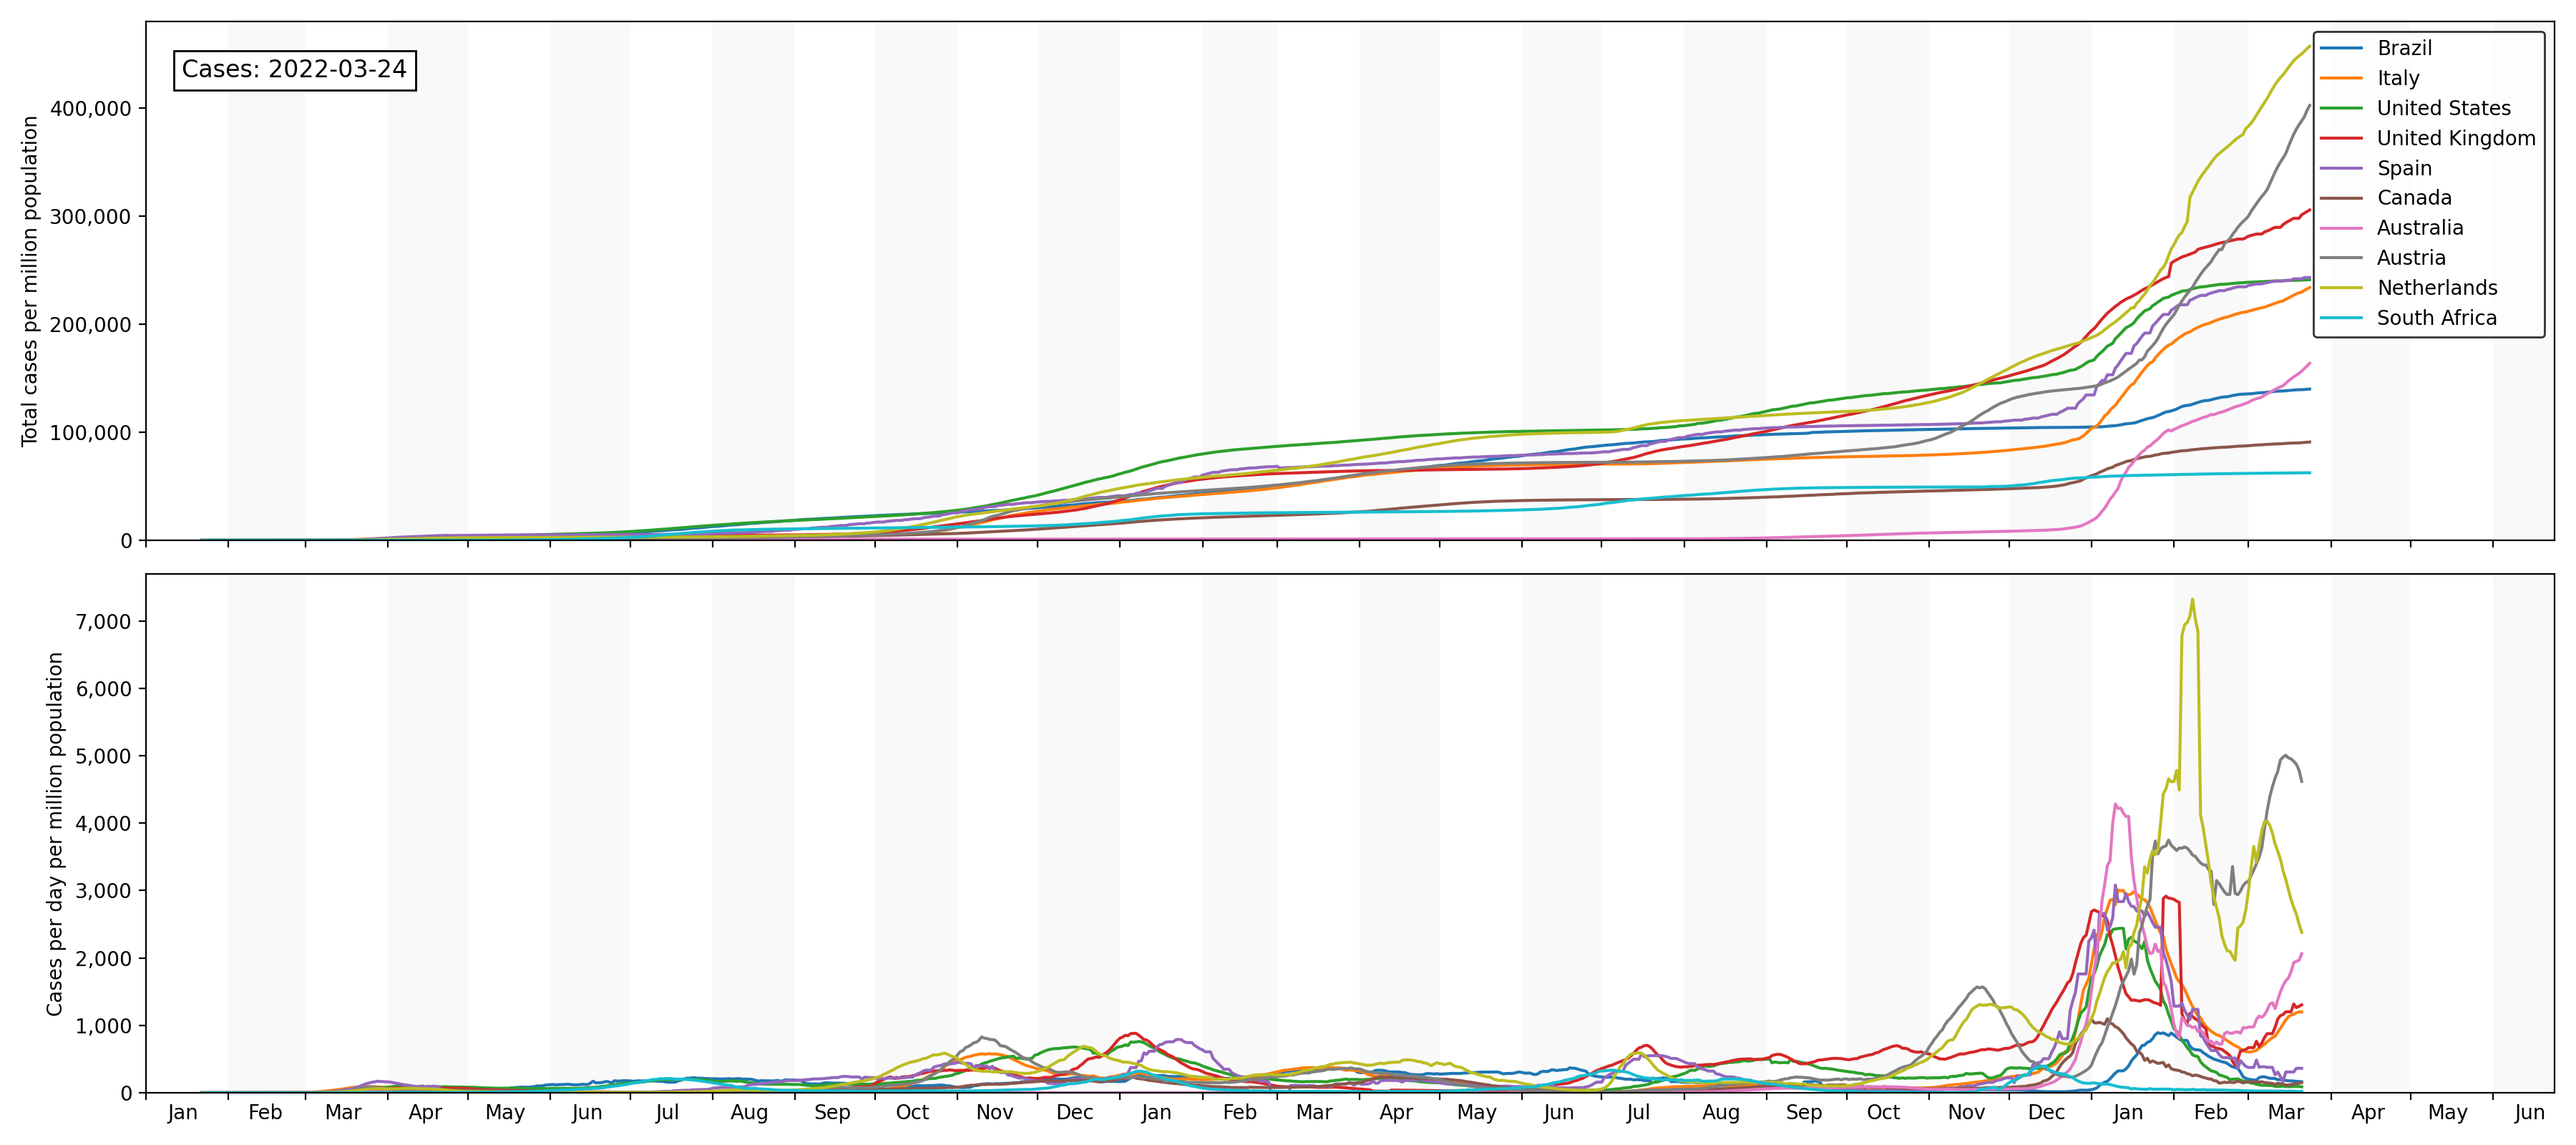 Cases: 2022-03-24
Total cases per million population
400,000
300,000
200,000
100,000
0
Brazil
Italy
United States
United Kingdom
Spain
Canada
Australia
Austria
Netherlands
South Africa
Cases per day per million population
7,000
6,000
5,000
4,000
3,000
2,000
1,000
0
Jan Feb Mar Apr May Jun Jul Aug Sep Oct Nov Dec Jan Feb Mar Apr May Jun Jul Aug Sep Oct Nov Dec Jan Feb Mar Apr May Jun